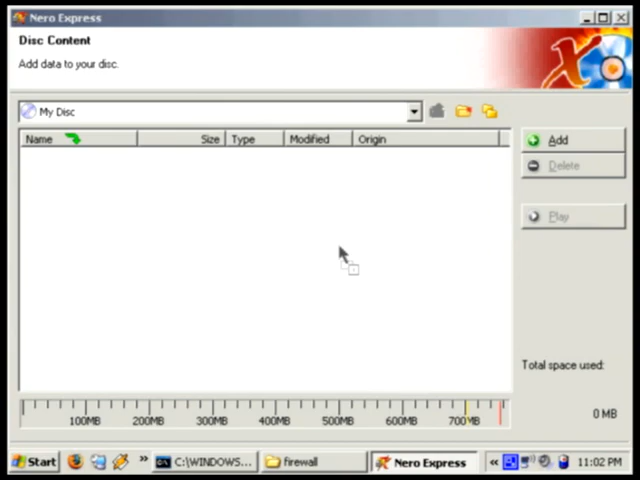 Nero Express
Disc Content
Add data to your disc.
My Disc
Name Size Type Modified Origin
Add
Delete
Play
Total space used:
100MB 200MB 300MB 400MB 500MB 600MB 700MB
0 MB
Start » C:\WINDOWS... firewall Nero Express « 11:02 PM